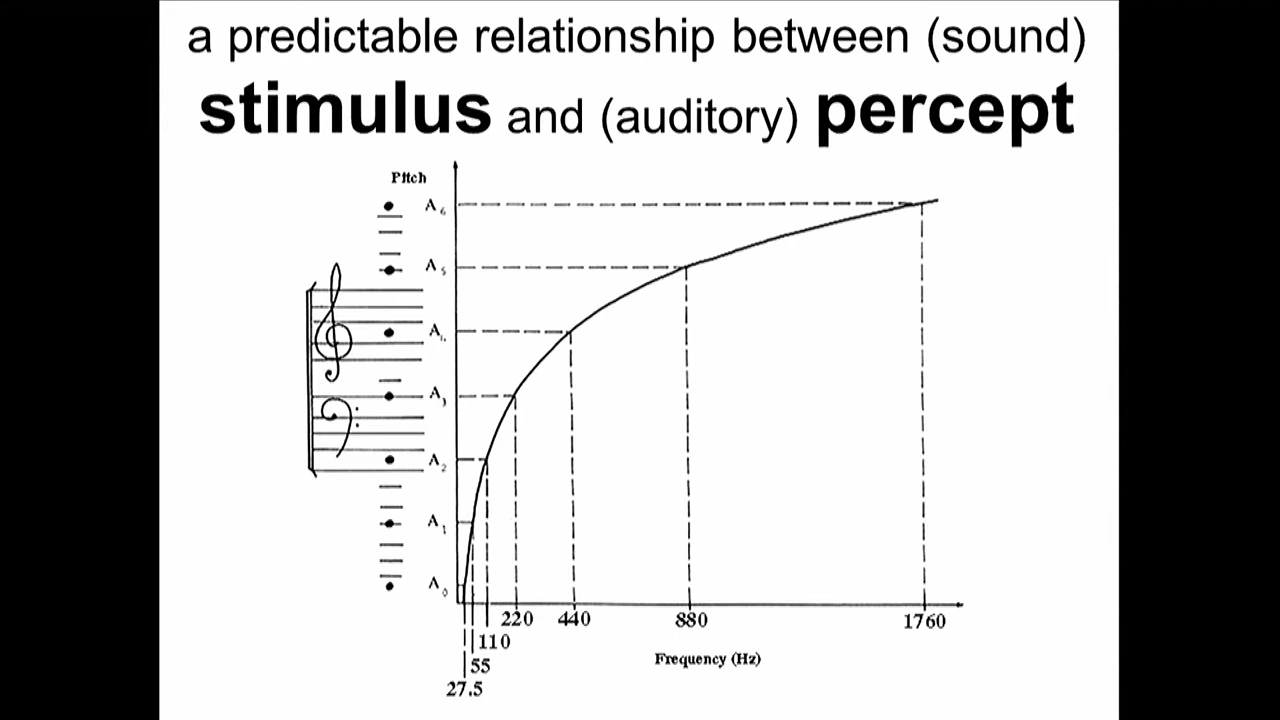 a predictable relationship between (sound)
stimulus and (auditory) percept
Pitch
A6
A5
A4
A3
A2
A1
A0
220 440 880 1760
110
Frequency (Hz)
55
27.5